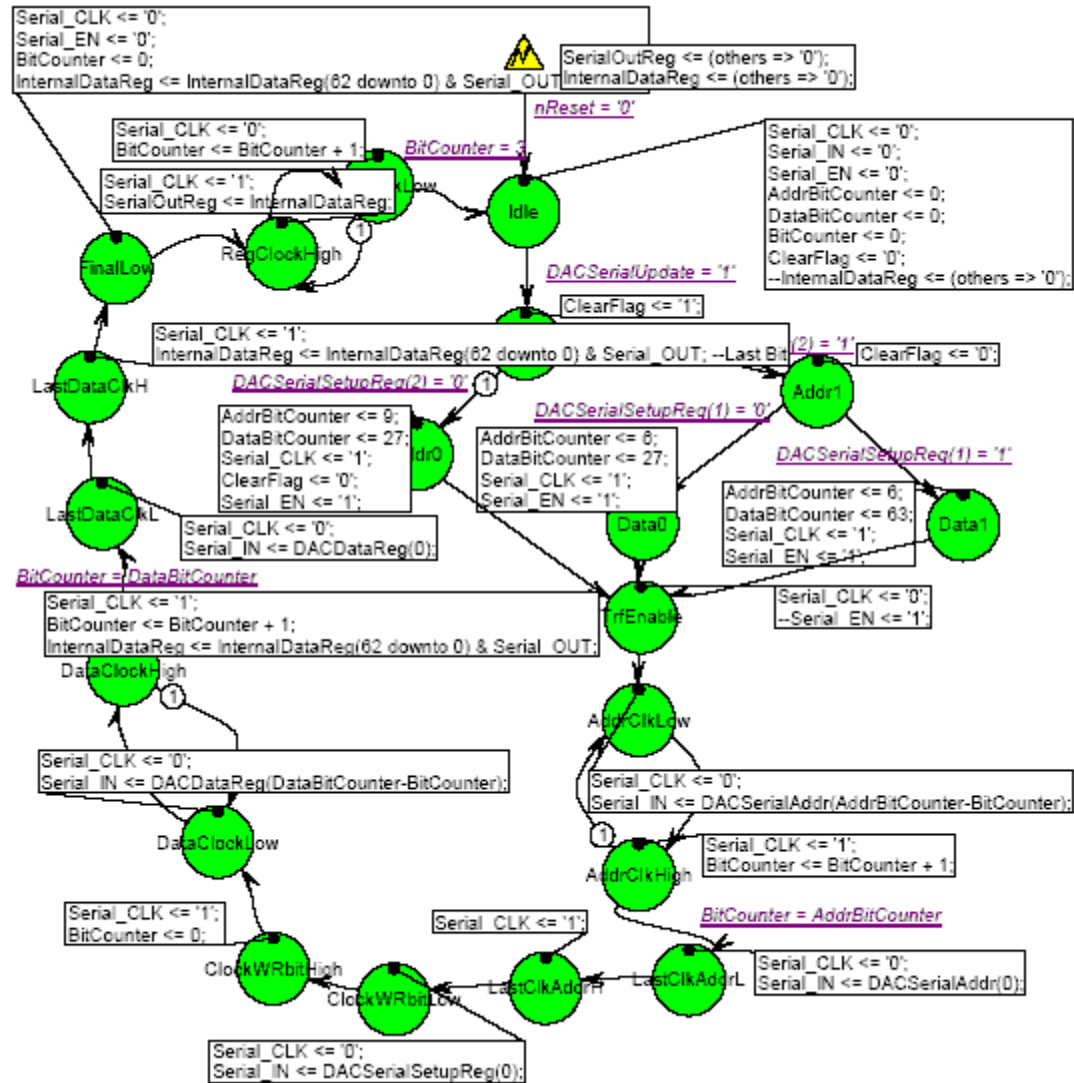 Serial_CLK <= '0';
Serial_EN <= '0';
BitCounter <= 0;
InternalDataReg <= InternalDataReg(62 downto 0) & Serial_OUT
SerialOutReg <= (others => '0');
InternalDataReg <= (others => '0');
nReset = '0'
Serial_CLK <= '0';
BitCounter <= BitCounter + 1;
BitCounter = 3
Serial_CLK <= '1';
SerialOutReg <= InternalDataReg;
Serial_CLK <= '0';
Serial_IN <= '0';
Serial_EN <= '0';
AddrBitCounter <= 0;
DataBitCounter <= 0;
BitCounter <= 0;
ClearFlag <= '0';
--InternalDataReg <= (others => '0');
Idle
RegClockHigh
1
FinalLow
DACSerialUpdate = '1'
ClearFlag <= '1';
Serial_CLK <= '1';
InternalDataReg <= InternalDataReg(62 downto 0) & Serial_OUT; --Last Bit
(2) = '1'
ClearFlag <= '0';
LastDataClkH
DACSerialSetupReg(2) = '0'
1
DACSerialSetupReg(1) = '0'
Addr1
AddrBitCounter <= 9;
DataBitCounter <= 27;
Serial_CLK <= '1';
ClearFlag <= '0';
Serial_EN <= '1';
AddrBitCounter <= 6;
DataBitCounter <= 27;
Serial_CLK <= '1';
Serial_EN <= '1';
DACSerialSetupReg(1) = '1'
AddrBitCounter <= 6;
DataBitCounter <= 63;
Serial_CLK <= '1';
Serial_EN <= '1';
LastDataClkL
Serial_CLK <= '0';
Serial_IN <= DACDataReg(0);
Data0
Data1
BitCounter = DataBitCounter
Serial_CLK <= '1';
BitCounter <= BitCounter + 1;
InternalDataReg <= InternalDataReg(62 downto 0) & Serial_OUT;
TrfEnable
Serial_CLK <= '0';
--Serial_EN <= '1';
DataClockHigh
1
AddrClkLow
Serial_CLK <= '0';
Serial_IN <= DACDataReg(DataBitCounter-BitCounter);
Serial_CLK <= '0';
Serial_IN <= DACSerialAddr(AddrBitCounter-BitCounter);
DataClockLow
1
AddrClkHigh
Serial_CLK <= '1';
BitCounter <= BitCounter + 1;
Serial_CLK <= '1';
BitCounter <= 0;
Serial_CLK <= '1';
BitCounter = AddrBitCounter
ClockWRbitHigh
ClockWRbitLow
LastClkAddrH
LastClkAddrL
Serial_CLK <= '0';
Serial_IN <= DACSerialAddr(0);
Serial_CLK <= '0';
Serial_IN <= DACSerialSetupReg(0);